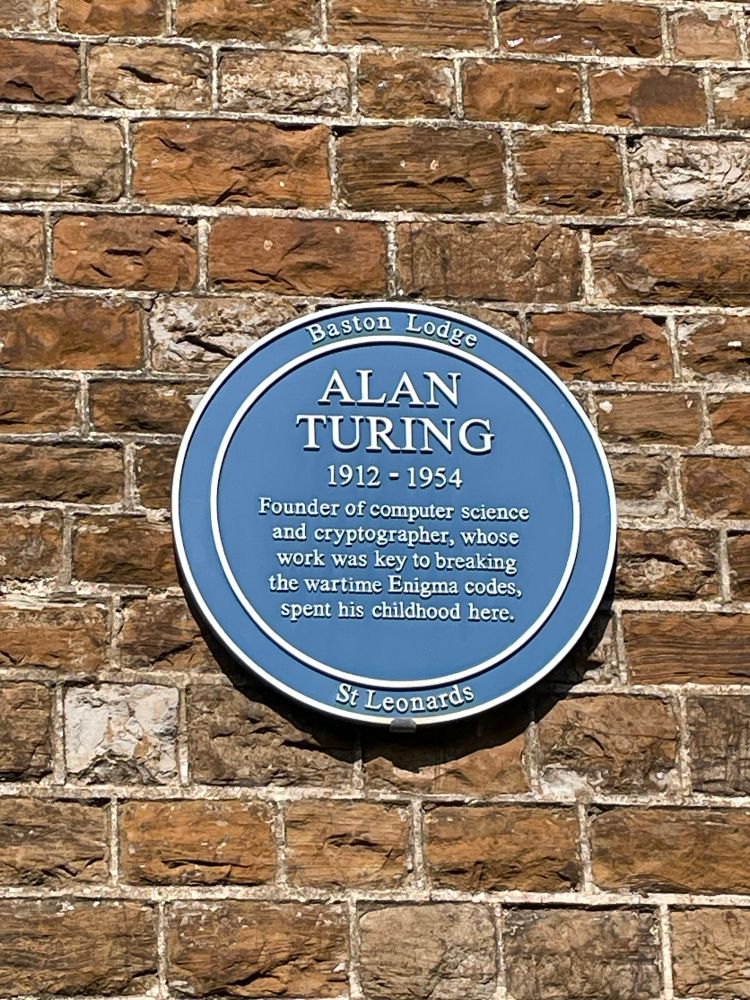 Baston Lodge
ALAN
TURING
1912 - 1954
Founder of computer science
and cryptographer, whose
work was key to breaking
the wartime Enigma codes,
spent his childhood here.
St Leonards